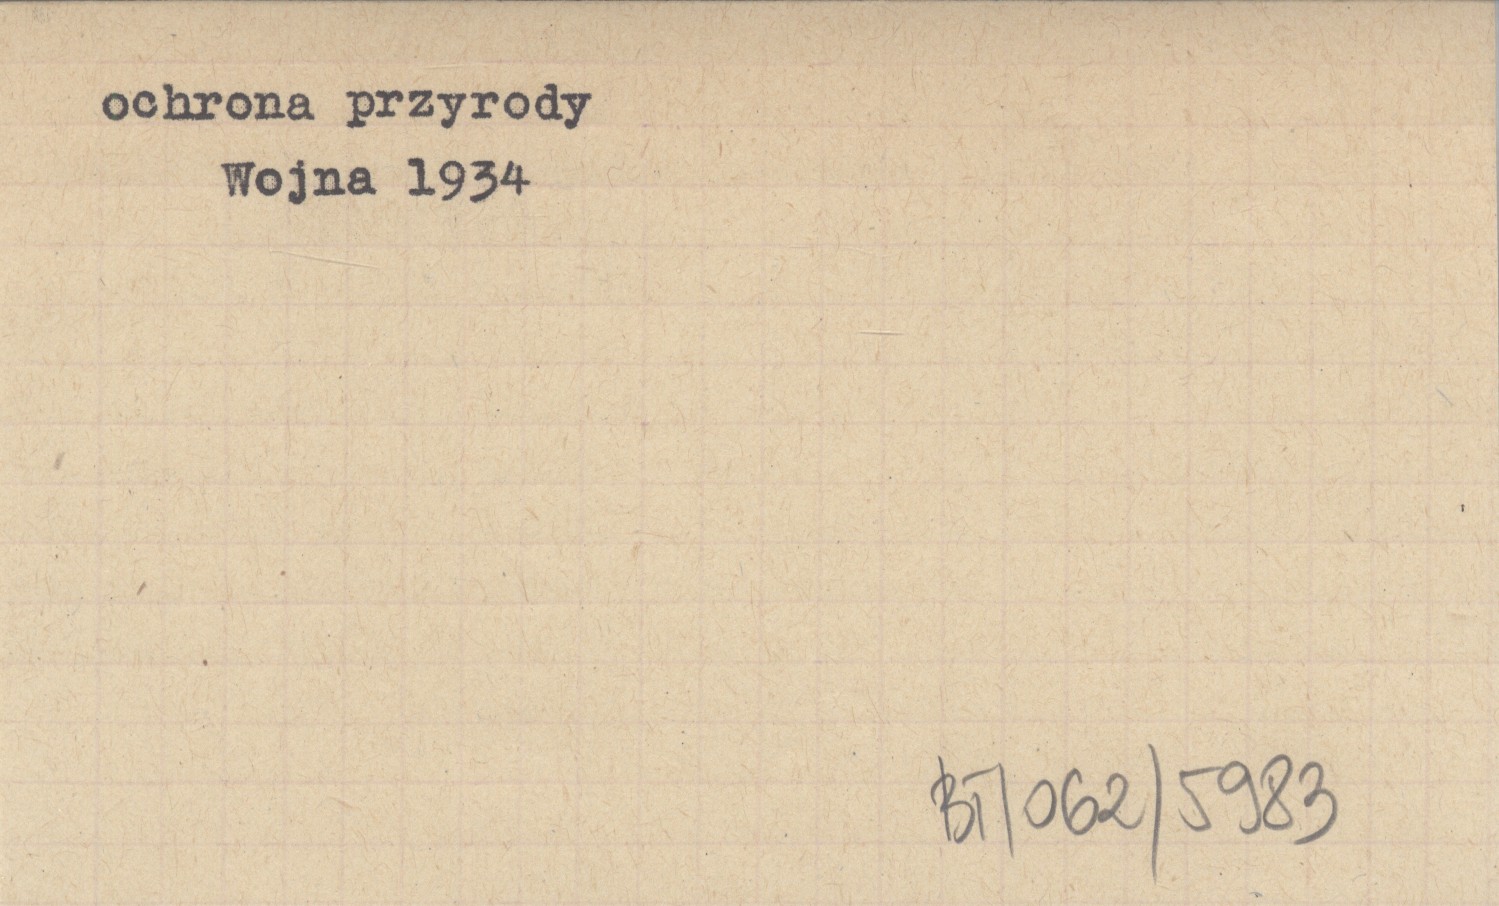 ochrona przyrody
Wojna 1934
BT/062/5983